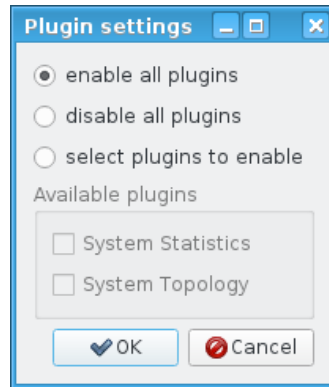 Plugin settings
enable all plugins
disable all plugins
select plugins to enable
Available plugins
System Statistics
System Topology
OK
Cancel